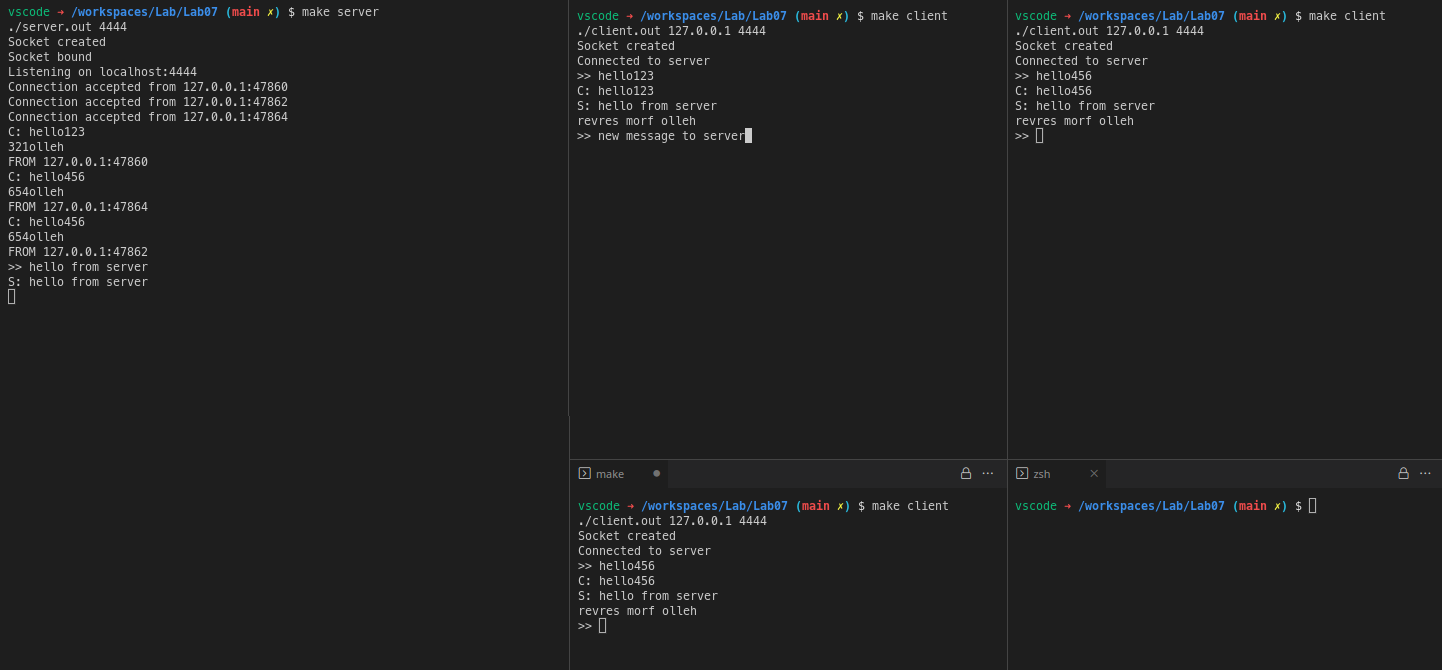 vscode → /workspaces/Lab/Lab07 (main ✗) $ make server
./server.out 4444
Socket created
Socket bound
Listening on localhost:4444
Connection accepted from 127.0.0.1:47860
Connection accepted from 127.0.0.1:47862
Connection accepted from 127.0.0.1:47864
C: hello123
321olleh
FROM 127.0.0.1:47860
C: hello456
654olleh
FROM 127.0.0.1:47864
C: hello456
654olleh
FROM 127.0.0.1:47862
>> hello from server
S: hello from server
vscode → /workspaces/Lab/Lab07 (main ✗) $ make client
./client.out 127.0.0.1 4444
Socket created
Connected to server
>> hello123
C: hello123
S: hello from server
revres morf olleh
>> new message to server
vscode → /workspaces/Lab/Lab07 (main ✗) $ make client
./client.out 127.0.0.1 4444
Socket created
Connected to server
>> hello456
C: hello456
S: hello from server
revres morf olleh
>>
make
vscode → /workspaces/Lab/Lab07 (main ✗) $ make client
./client.out 127.0.0.1 4444
Socket created
Connected to server
>> hello456
C: hello456
S: hello from server
revres morf olleh
>>
zsh
vscode → /workspaces/Lab/Lab07 (main ✗) $